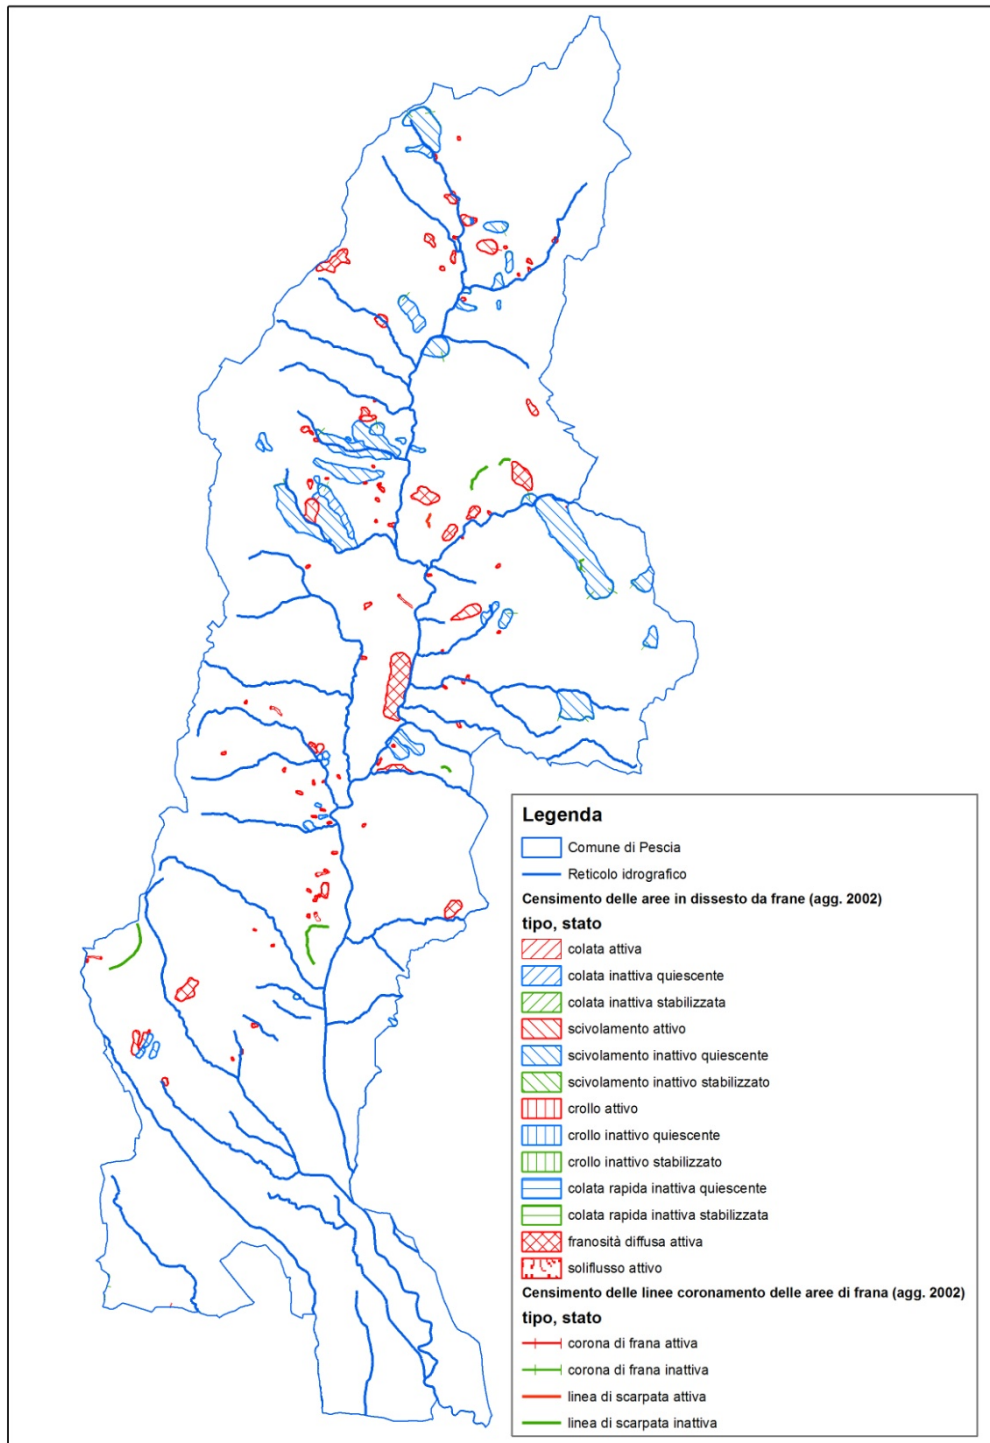 Legenda
Comune di Pescia
Reticolo idrografico
Censimento delle aree in dissesto da frane (agg. 2002)
tipo, stato
colata attiva
colata inattiva quiescente
colata inattiva stabilizzata
scivolamento attivo
scivolamento inattivo quiescente
scivolamento inattivo stabilizzato
crollo attivo
crollo inattivo quiescente
crollo inattivo stabilizzato
colata rapida inattiva quiescente
colata rapida inattiva stabilizzata
franosità diffusa attiva
soliflusso attivo
Censimento delle linee coronamento delle aree di frana (agg. 2002)
tipo, stato
corona di frana attiva
corona di frana inattiva
linea di scarpata attiva
linea di scarpata inattiva